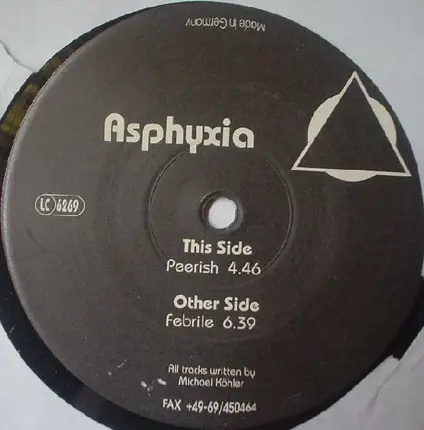 Made in Germany
Asphyxia
LC 6269
This Side
Peerish 4.46
Other Side
Febrile 6.39
All tracks written by
Michael Köhler
FAX +49-69/450464